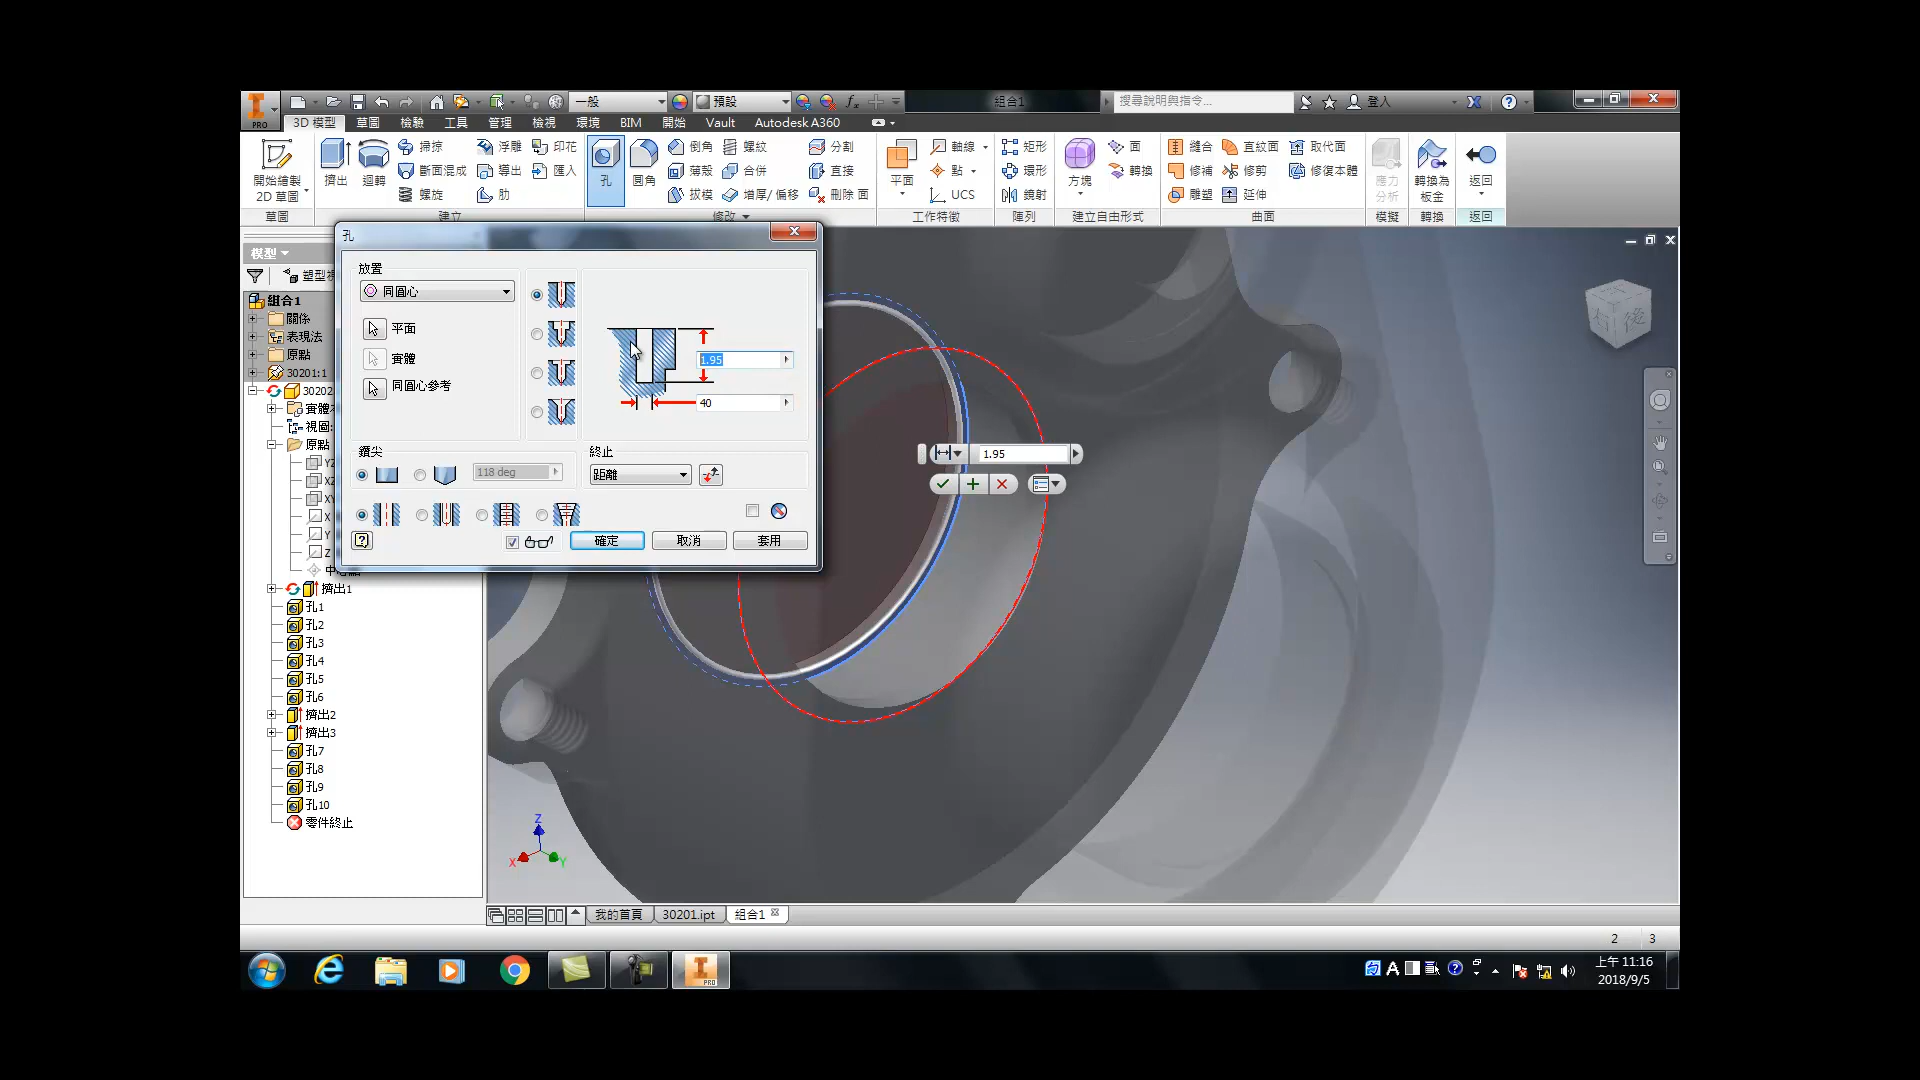 一般
預設
組合1
搜尋說明與指令...
登入
PRO
3D 模型
草圖
檢驗
工具
管理
檢視
環境
BIM
開始
Vault
Autodesk A360
開始繪製
2D 草圖
擠出
迴轉
掃掠
斷面混成
螺旋
浮雕
導出
肋
印花
匯入
孔
圓角
倒角
薄殼
拔模
螺紋
合併
增厚/偏移
分割
直接
刪除 面
平面
軸線
點
UCS
矩形
環形
鏡射
方塊
面
轉換
縫合
修補
雕塑
直紋面
修剪
延伸
取代面
修復本體
應力
分析
轉換為
板金
返回
草圖
建立
修改
工作特徵
陣列
建立自由形式
曲面
模擬
轉換
返回
模型
組合1
關係
表現法
原點
30201:1
30202
原點
X
Y
Z
擠出1
孔1
孔2
孔3
孔4
孔5
孔6
擠出2
擠出3
孔7
孔8
孔9
孔10
零件終止
孔
放置
同圓心
平面
實體
同圓心參考
1.95
40
鑽尖
118 deg
終止
距離
確定
取消
套用
1.95
Z
X
Y
我的首頁
30201.ipt
組合1
2
3
PRO
A
上午 11:16
2018/9/5